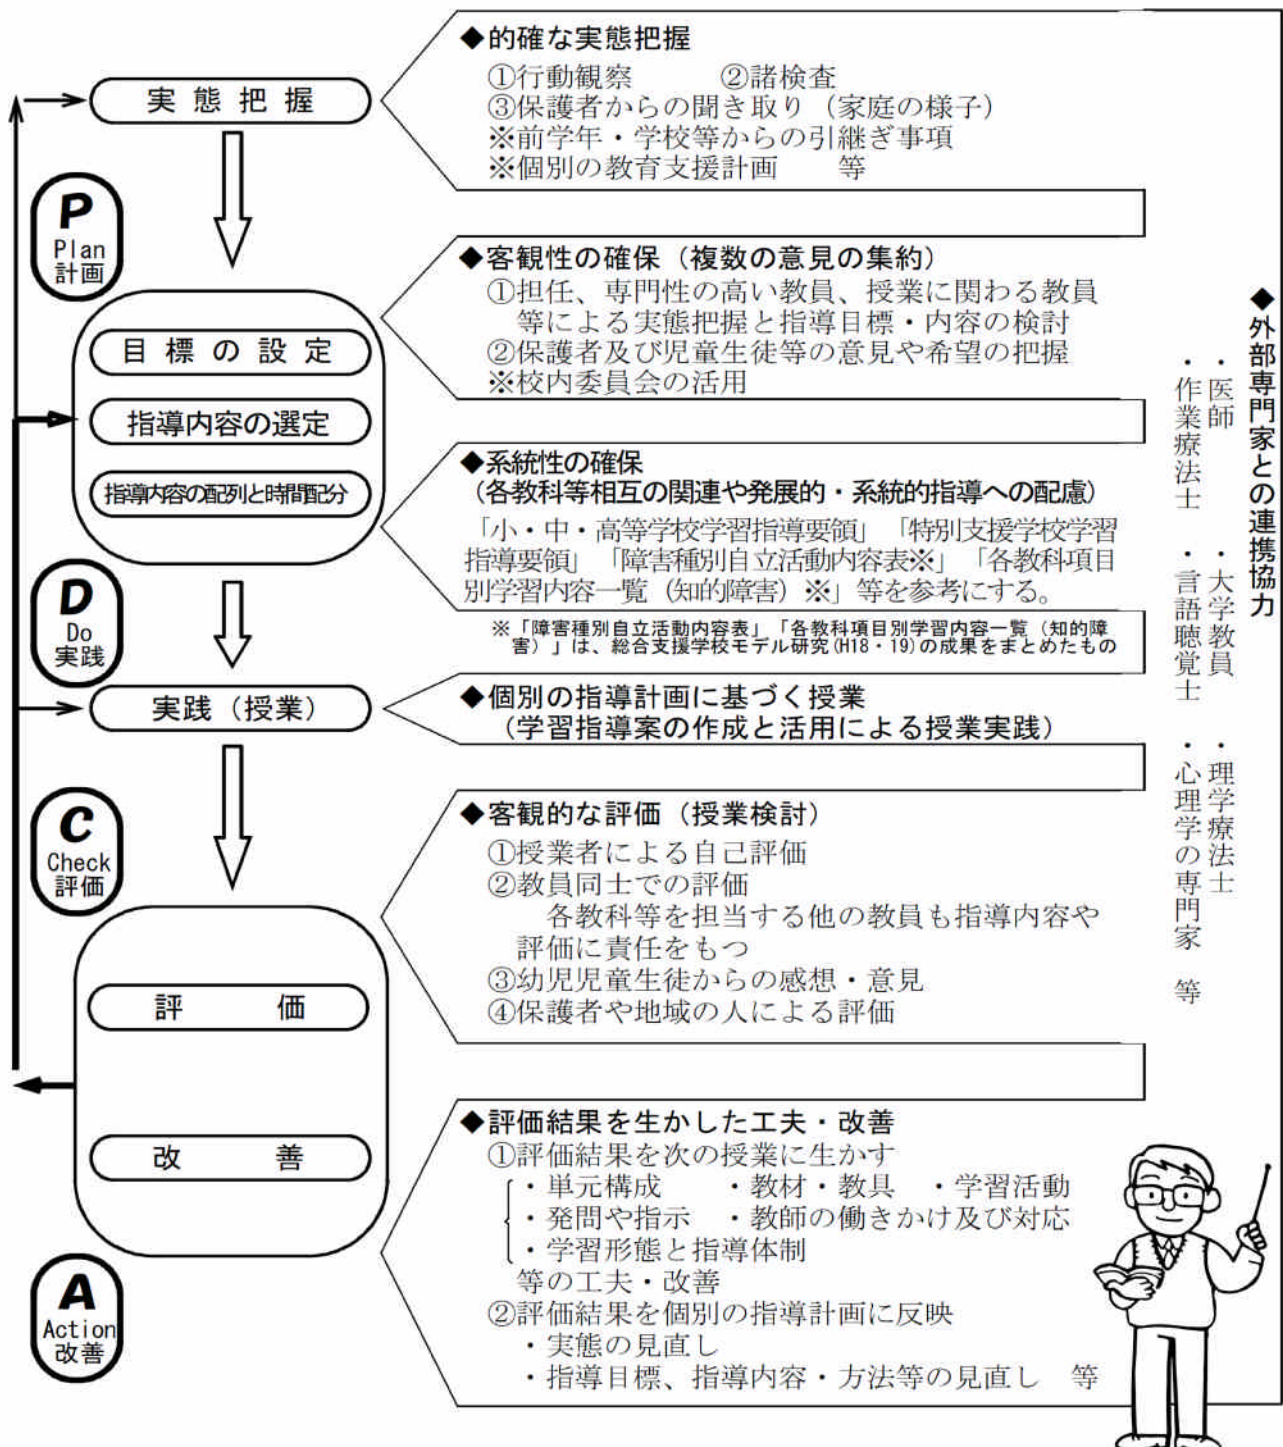 実態把握
P
Plan
計画
目標の設定
指導内容の選定
指導内容の配列と時間配分
D
Do
実践
実践（授業）
C
Check
評価
評　　価
改　　善
A
Action
改善
◆的確な実態把握
①行動観察　　　②諸検査
③保護者からの聞き取り（家庭の様子）
※前学年・学校等からの引継ぎ事項
※個別の教育支援計画　　等
◆客観性の確保（複数の意見の集約）
①担任、専門性の高い教員、授業に関わる教員
等による実態把握と指導目標・内容の検討
②保護者及び児童生徒等の意見や希望の把握
※校内委員会の活用
◆系統性の確保
（各教科等相互の関連や発展的・系統的指導への配慮）
「小・中・高等学校学習指導要領」「特別支援学校学習
指導要領」「障害種別自立活動内容表※」「各教科項目
別学習内容一覧（知的障害）※」等を参考にする。
※「障害種別自立活動内容表」「各教科項目別学習内容一覧（知的障
害）」は、総合支援学校モデル研究(H18・19)の成果をまとめたもの
◆個別の指導計画に基づく授業
（学習指導案の作成と活用による授業実践）
◆客観的な評価（授業検討）
①授業者による自己評価
②教員同士での評価
各教科等を担当する他の教員も指導内容や
評価に責任をもつ
③幼児児童生徒からの感想・意見
④保護者や地域の人による評価
◆評価結果を生かした工夫・改善
①評価結果を次の授業に生かす
・単元構成　　・教材・教具　・学習活動
・発問や指示　・教師の働きかけ及び対応
・学習形態と指導体制
等の工夫・改善
②評価結果を個別の指導計画に反映
・実態の見直し
・指導目標、指導内容・方法等の見直し　等
◆外部専門家との連携協力
・医師　　　　・大学教員　　・理学療法士
・作業療法士　・言語聴覚士　・心理学の専門家　等